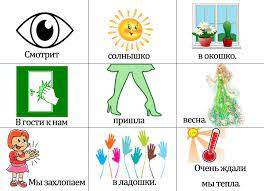 Смотрит
солнышко
в окошко.
В гости к нам
пришла
весна.
Мы захлопаем
в ладошки.
Очень ждали
мы тепла.